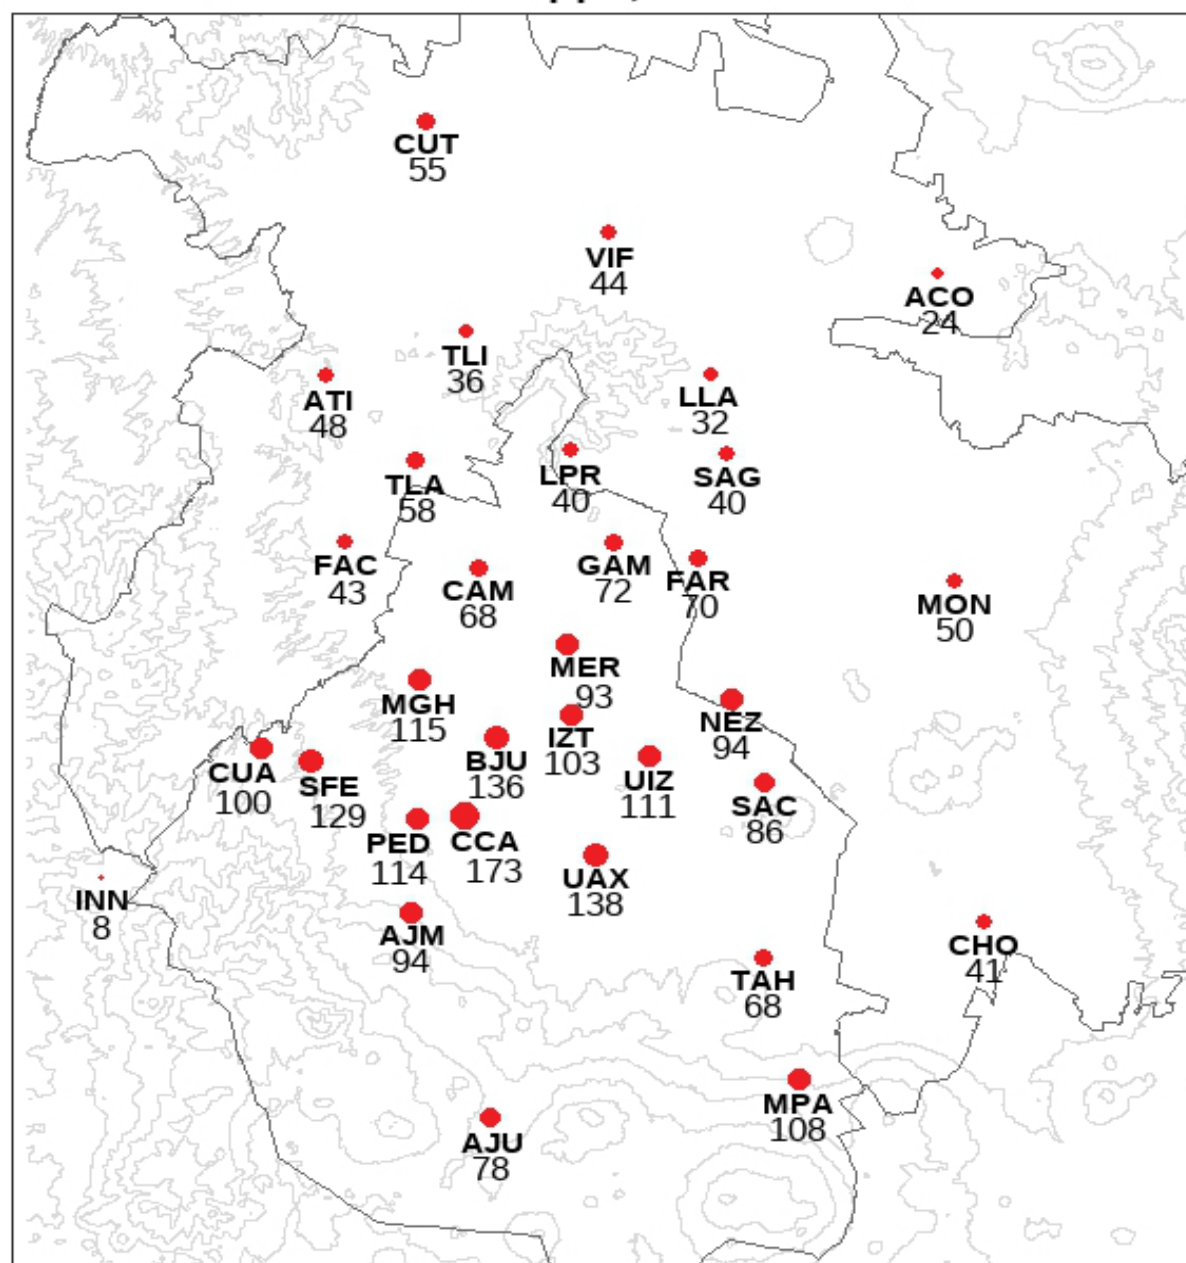 CUT
55
VIF
44
ACO
24
TLI
36
ATI
48
LLA
32
TLA
58
LPR
40
SAG
40
FAC
43
CAM
68
GAM
72
FAR
70
MON
50
MER
93
MGH
115
NEZ
94
IZT
103
BJU
136
CUA
100
SFE
129
UIZ
111
SAC
86
PED
114
CCA
173
UAX
138
INN
8
AJM
94
CHO
41
TAH
68
MPA
108
AJU
78